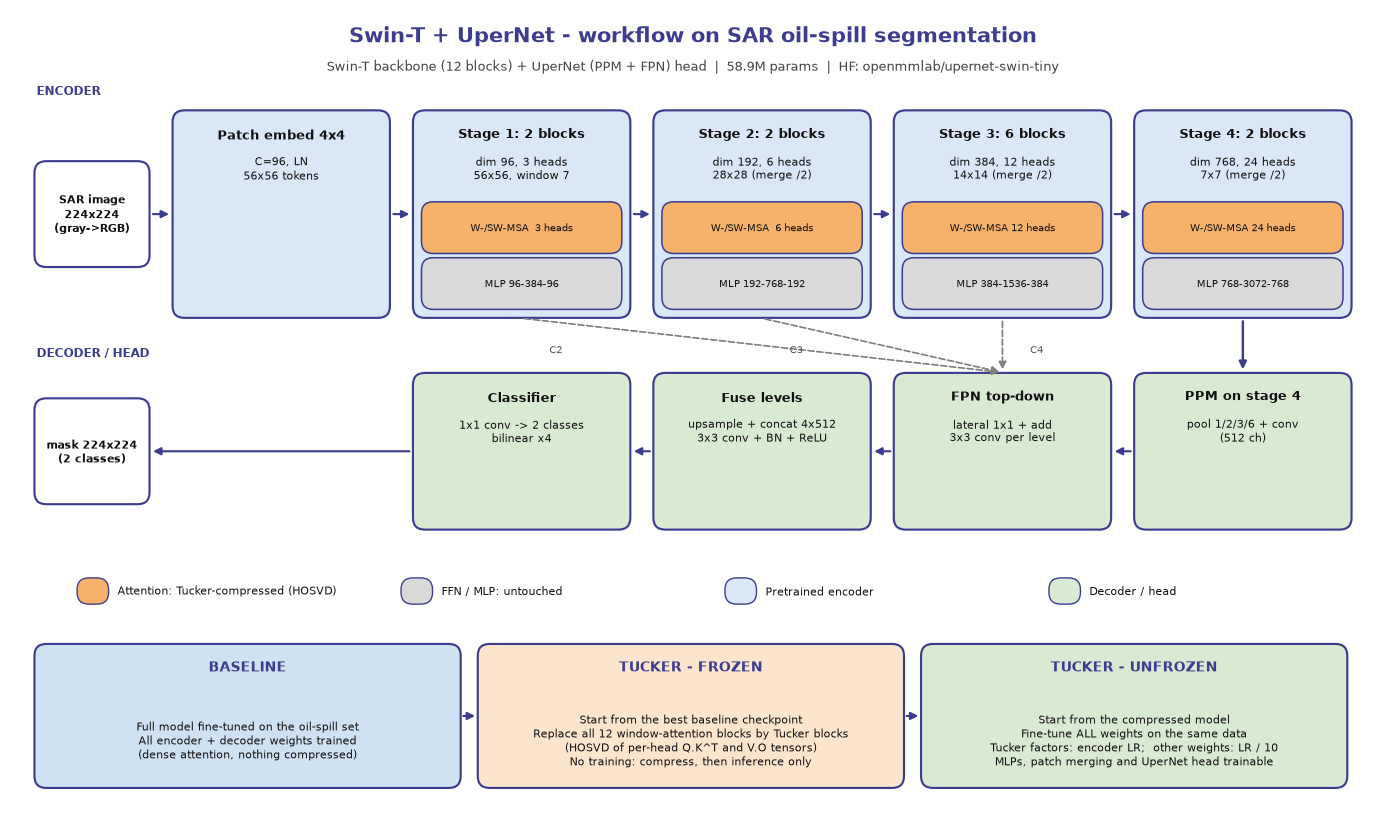 Swin-T + UperNet - workflow on SAR oil-spill segmentation
Swin-T backbone (12 blocks) + UperNet (PPM + FPN) head | 58.9M params | HF: openmmlab/upernet-swin-tiny
ENCODER
SAR image
224x224
(gray->RGB)
Patch embed 4x4
C=96, LN
56x56 tokens
Stage 1: 2 blocks
dim 96, 3 heads
56x56, window 7
W-/SW-MSA  3 heads
MLP 96-384-96
Stage 2: 2 blocks
dim 192, 6 heads
28x28 (merge /2)
W-/SW-MSA  6 heads
MLP 192-768-192
Stage 3: 6 blocks
dim 384, 12 heads
14x14 (merge /2)
W-/SW-MSA 12 heads
MLP 384-1536-384
Stage 4: 2 blocks
dim 768, 24 heads
7x7 (merge /2)
W-/SW-MSA 24 heads
MLP 768-3072-768
C2
C3
C4
DECODER / HEAD
mask 224x224
(2 classes)
Classifier
1x1 conv -> 2 classes
bilinear x4
Fuse levels
upsample + concat 4x512
3x3 conv + BN + ReLU
FPN top-down
lateral 1x1 + add
3x3 conv per level
PPM on stage 4
pool 1/2/3/6 + conv
(512 ch)
Attention: Tucker-compressed (HOSVD)
FFN / MLP: untouched
Pretrained encoder
Decoder / head
BASELINE
Full model fine-tuned on the oil-spill set
All encoder + decoder weights trained
(dense attention, nothing compressed)
TUCKER - FROZEN
Start from the best baseline checkpoint
Replace all 12 window-attention blocks by Tucker blocks
(HOSVD of per-head Q.K^T and V.O tensors)
No training: compress, then inference only
TUCKER - UNFROZEN
Start from the compressed model
Fine-tune ALL weights on the same data
Tucker factors: encoder LR;  other weights: LR / 10
MLPs, patch merging and UperNet head trainable